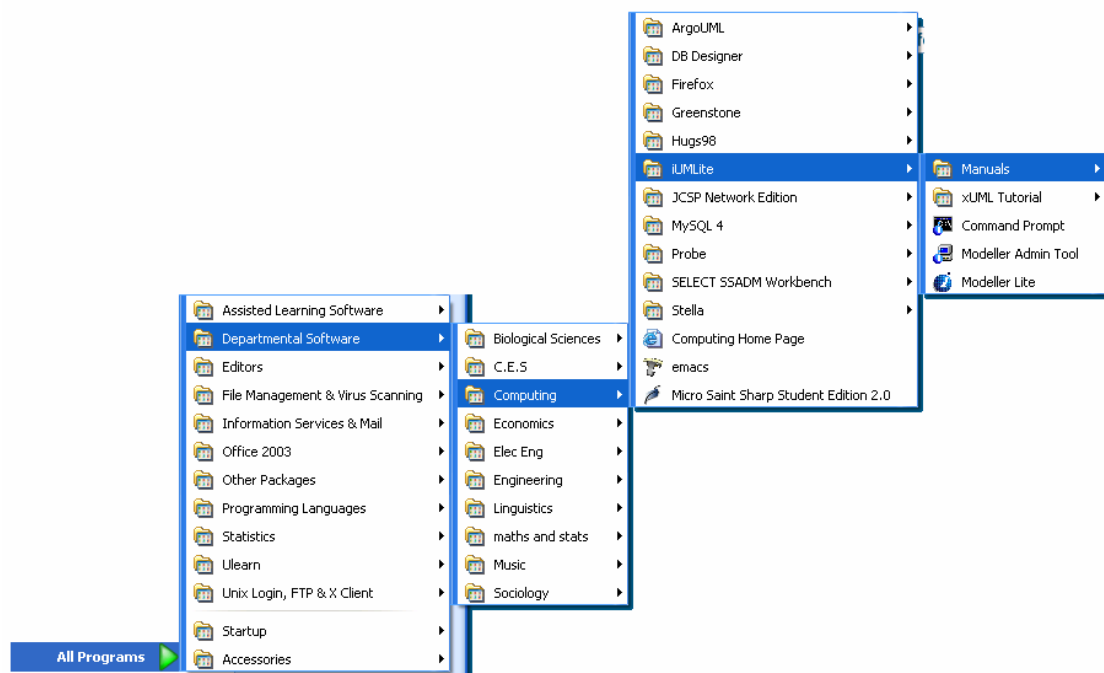 ArgoUML
DB Designer
Firefox
Greenstone
Hugs98
iUMLite
JCSP Network Edition
MySQL 4
Probe
SELECT SSADM Workbench
Stella
Computing Home Page
emacs
Micro Saint Sharp Student Edition 2.0
Manuals
xUML Tutorial
Command Prompt
Modeller Admin Tool
Modeller Lite
Assisted Learning Software
Departmental Software
Editors
File Management & Virus Scanning
Information Services & Mail
Office 2003
Other Packages
Programming Languages
Statistics
Ulearn
Unix Login, FTP & X Client
Startup
Accessories
Biological Sciences
C.E.S
Computing
Economics
Elec Eng
Engineering
Linguistics
maths and stats
Music
Sociology
All Programs